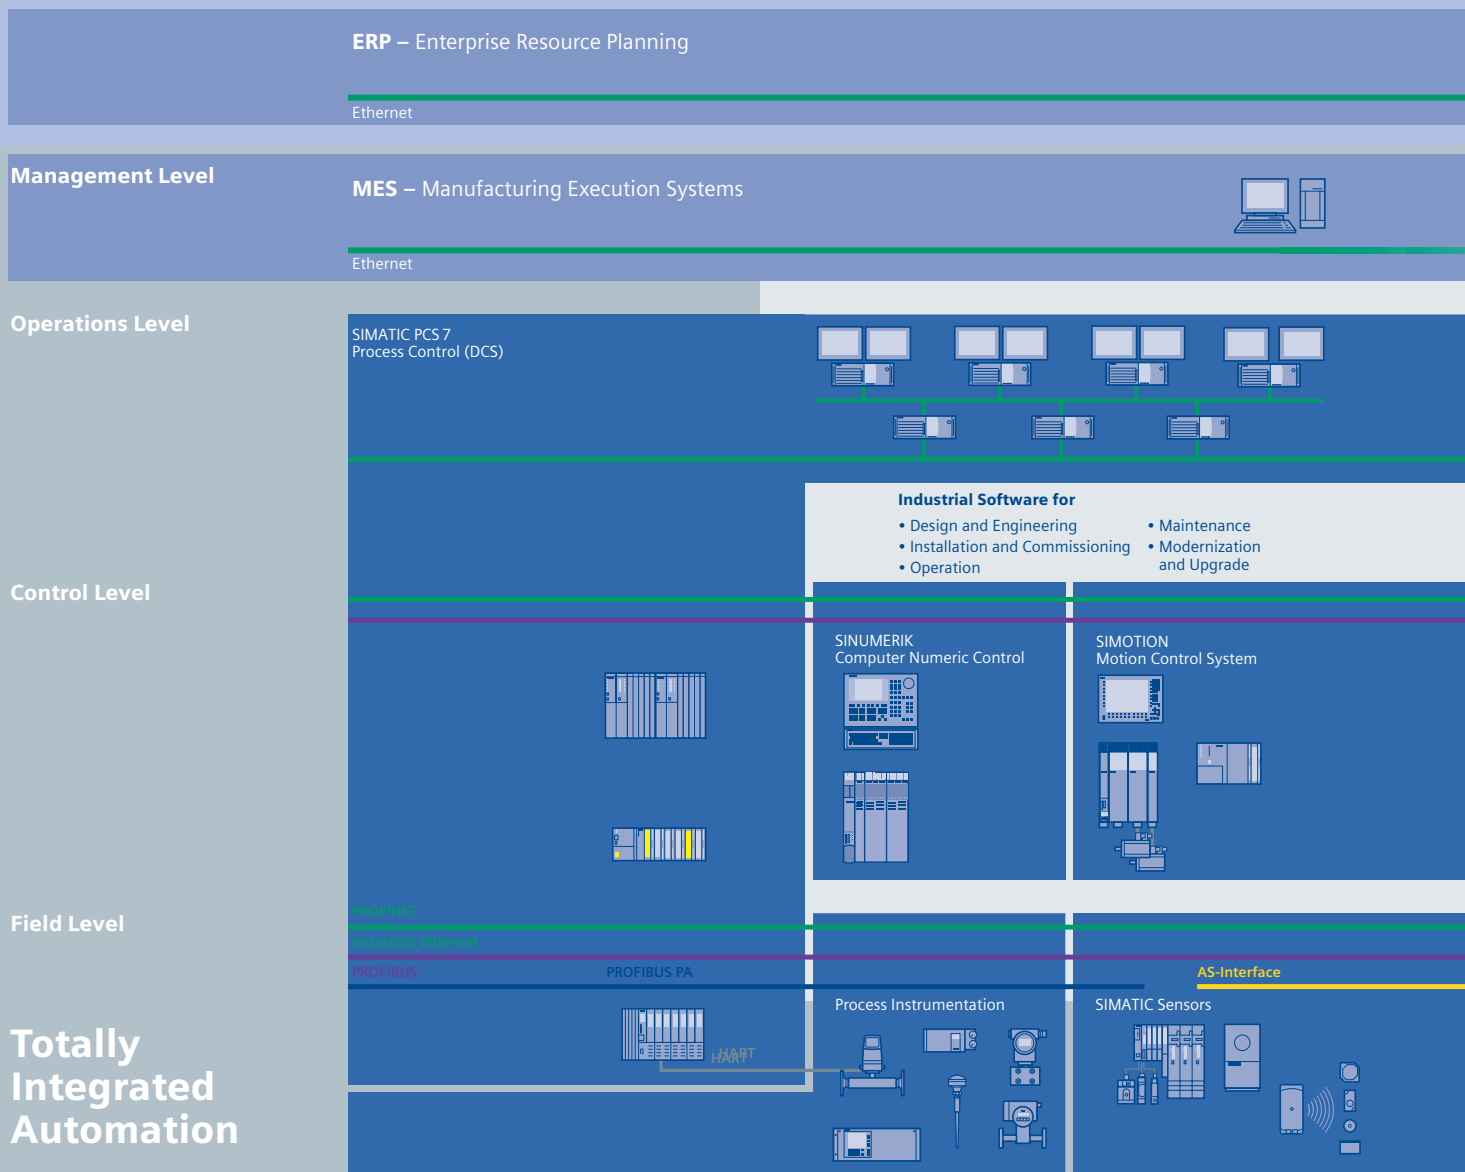 ERP – Enterprise Resource Planning
Ethernet
Management Level
MES – Manufacturing Execution Systems
Ethernet
Operations Level
SIMATIC PCS 7
Process Control (DCS)
Industrial Software for
• Design and Engineering
• Installation and Commissioning
• Operation
• Maintenance
• Modernization
and Upgrade
Control Level
SINUMERIK
Computer Numeric Control
SIMOTION
Motion Control System
Field Level
PROFINET
Industrial Ethernet
PROFIBUS
PROFIBUS PA
AS-Interface
Process Instrumentation
SIMATIC Sensors
HART
HART
Totally
Integrated
Automation